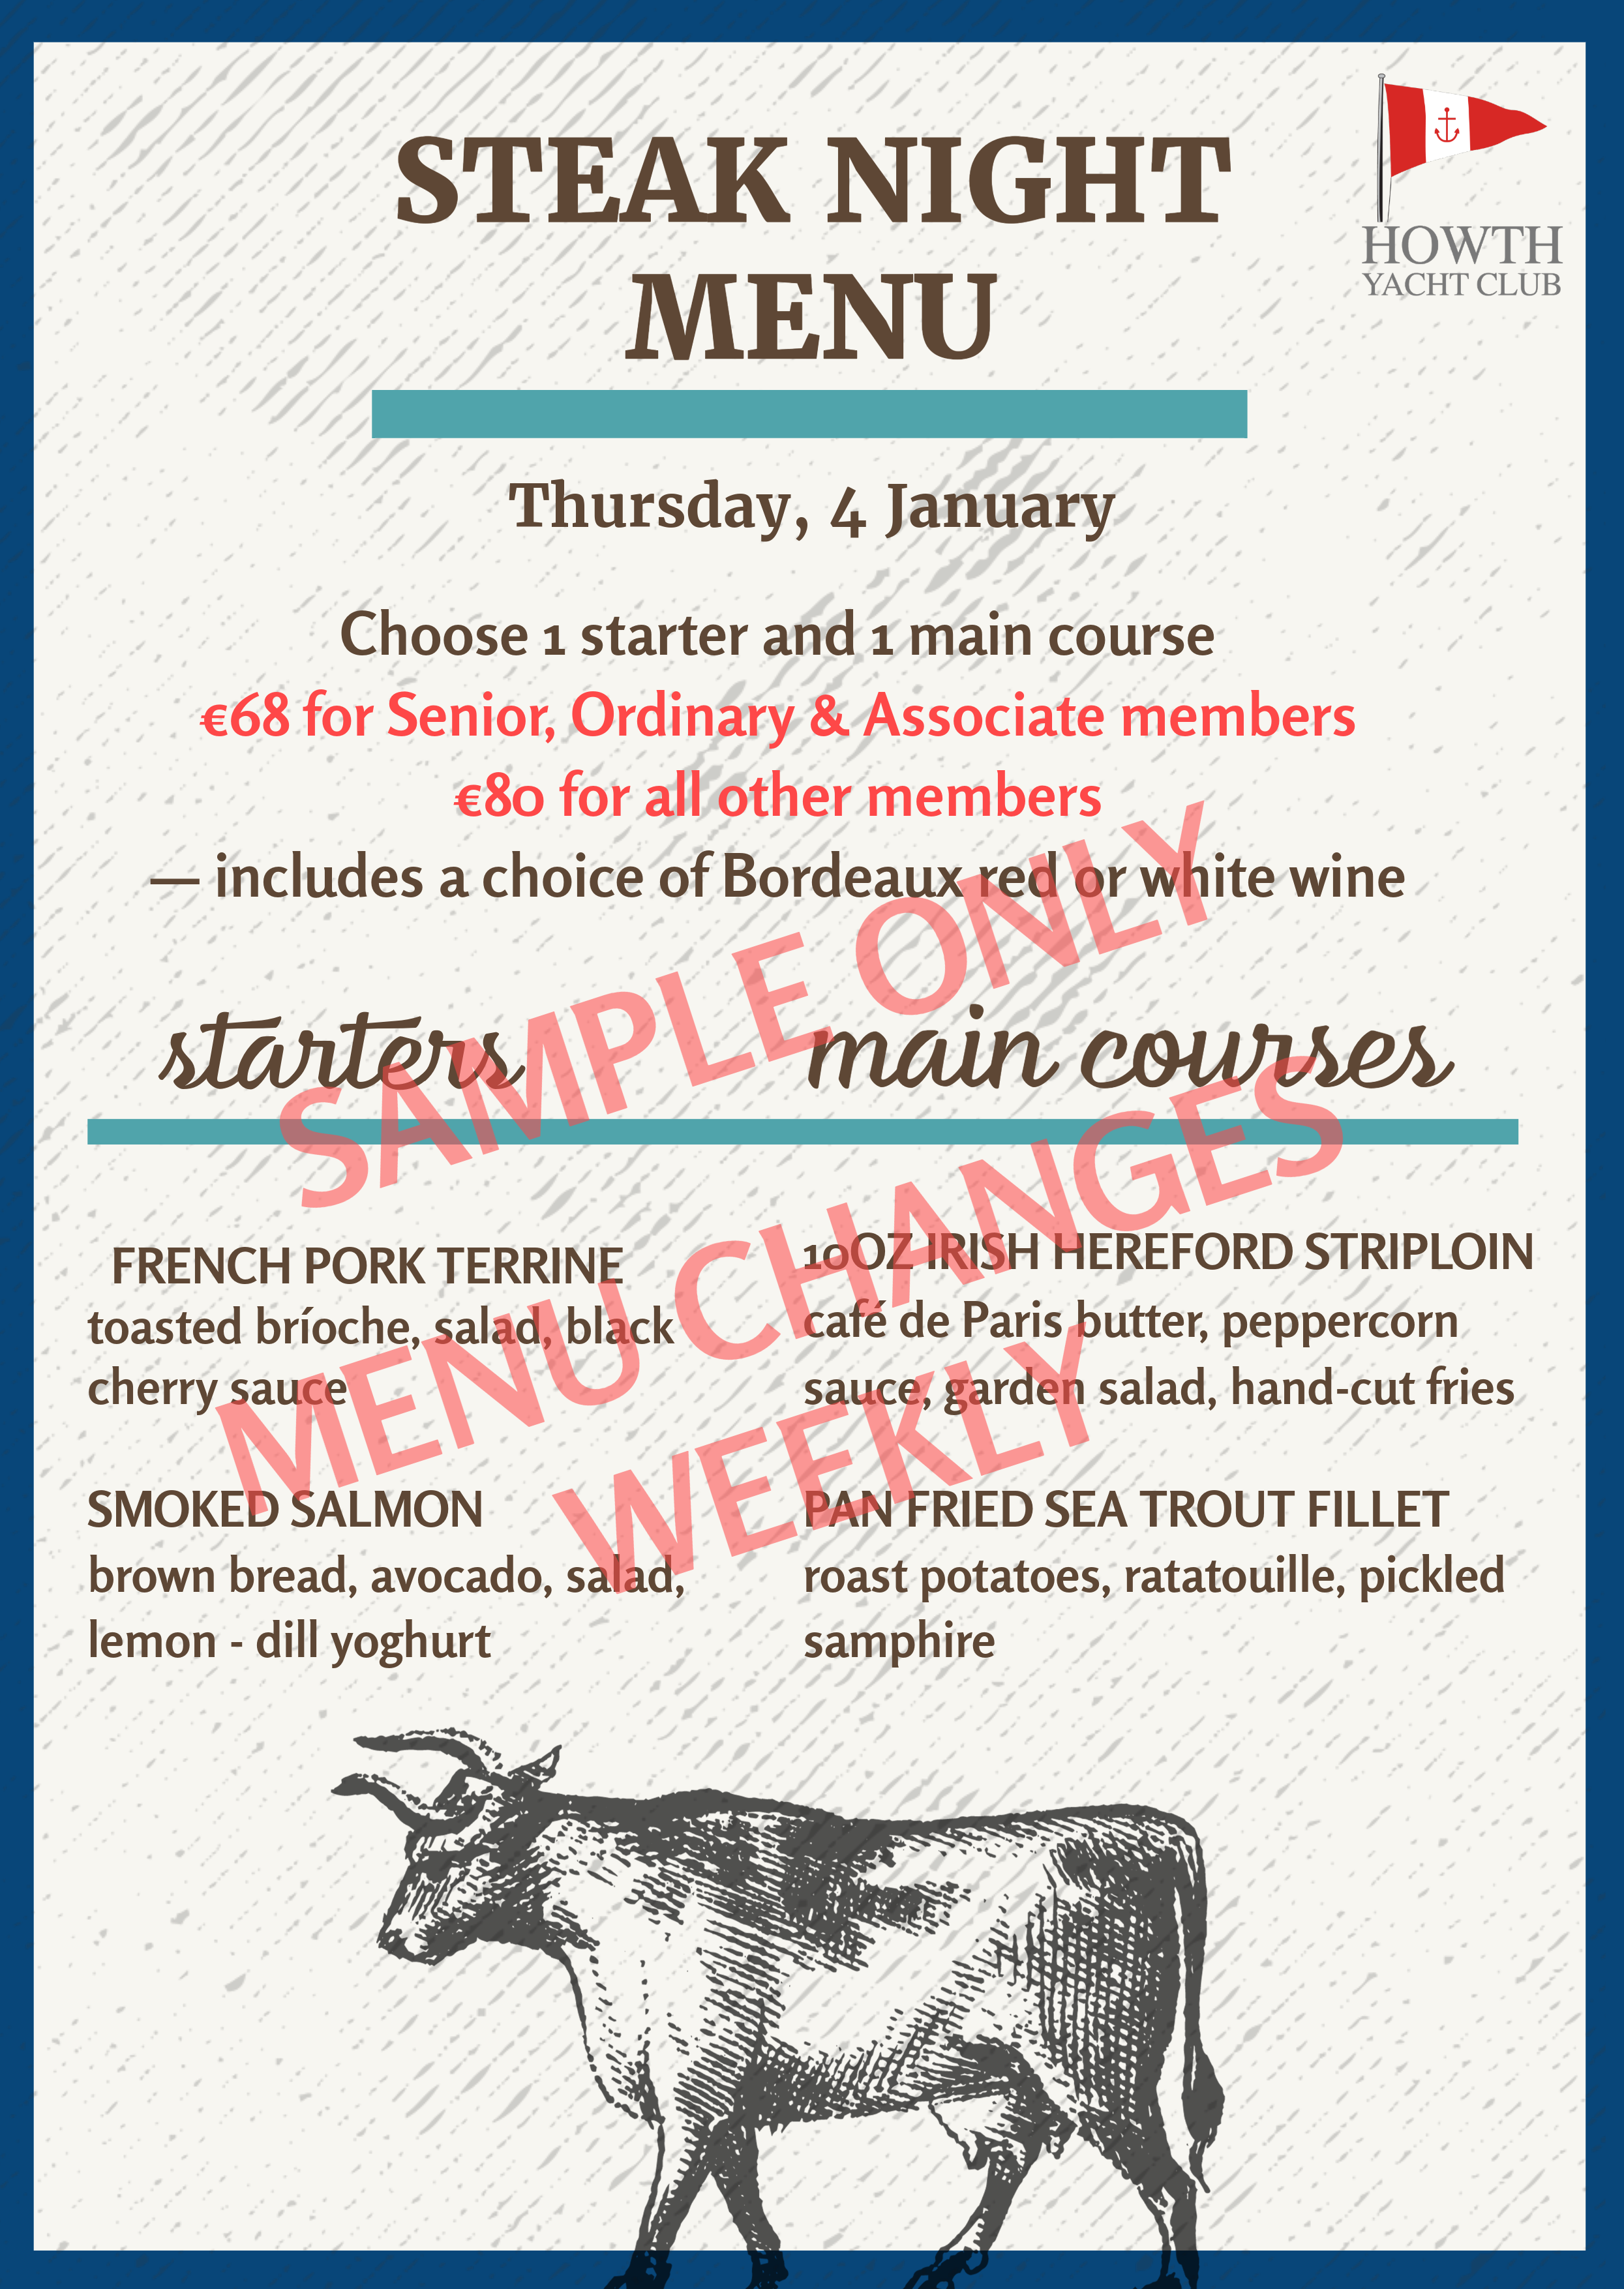 STEAK NIGHT
MENU
HOWTH
YACHT CLUB
Thursday, 4 January
Choose 1 starter and 1 main course
€68 for Senior, Ordinary & Associate members
€80 for all other members
— includes a choice of Bordeaux red or white wine
SAMPLE ONLY
MENU CHANGES
WEEKLY
starters
FRENCH PORK TERRINE
toasted bríoche, salad, black
cherry sauce
SMOKED SALMON
brown bread, avocado, salad,
lemon - dill yoghurt
main courses
10OZ IRISH HEREFORD STRIPLOIN
café de Paris butter, peppercorn
sauce, garden salad, hand-cut fries
PAN FRIED SEA TROUT FILLET
roast potatoes, ratatouille, pickled
samphire